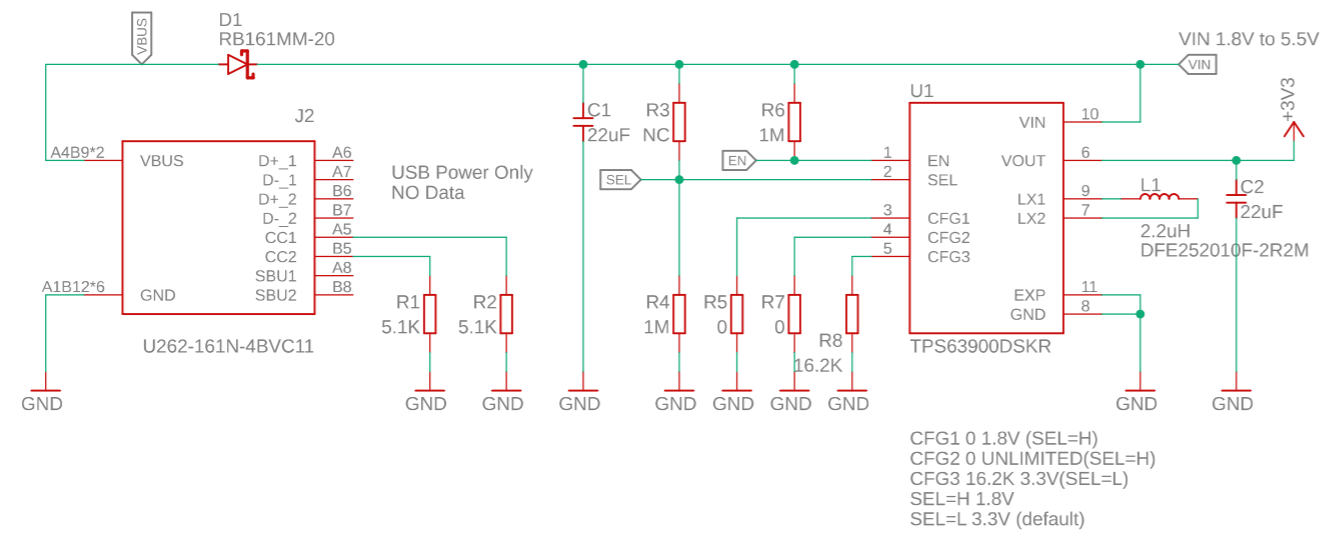 VBUS
D1
RB161MM-20
VIN 1.8V to 5.5V
VIN
+3V3
J2
A4B9*2
VBUS
A1B12*6
GND
D+_1
D-_1
D+_2
D-_2
CC1
CC2
SBU1
SBU2
A6
A7
B6
B7
A5
B5
A8
B8
U262-161N-4BVC11
USB Power Only
NO Data
R1
5.1K
R2
5.1K
C1
22uF
R3
NC
R6
1M
EN
SEL
R4
1M
R5
0
R7
0
R8
16.2K
U1
1
2
3
4
5
EN
SEL
CFG1
CFG2
CFG3
VIN
VOUT
LX1
LX2
EXP
GND
10
6
9
7
11
8
TPS63900DSKR
L1
2.2uH
DFE252010F-2R2M
C2
22uF
GND
GND
GND
GND
GND
GND
GND
GND
GND
GND
CFG1 0 1.8V (SEL=H)
CFG2 0 UNLIMITED(SEL=H)
CFG3 16.2K 3.3V(SEL=L)
SEL=H 1.8V
SEL=L 3.3V (default)